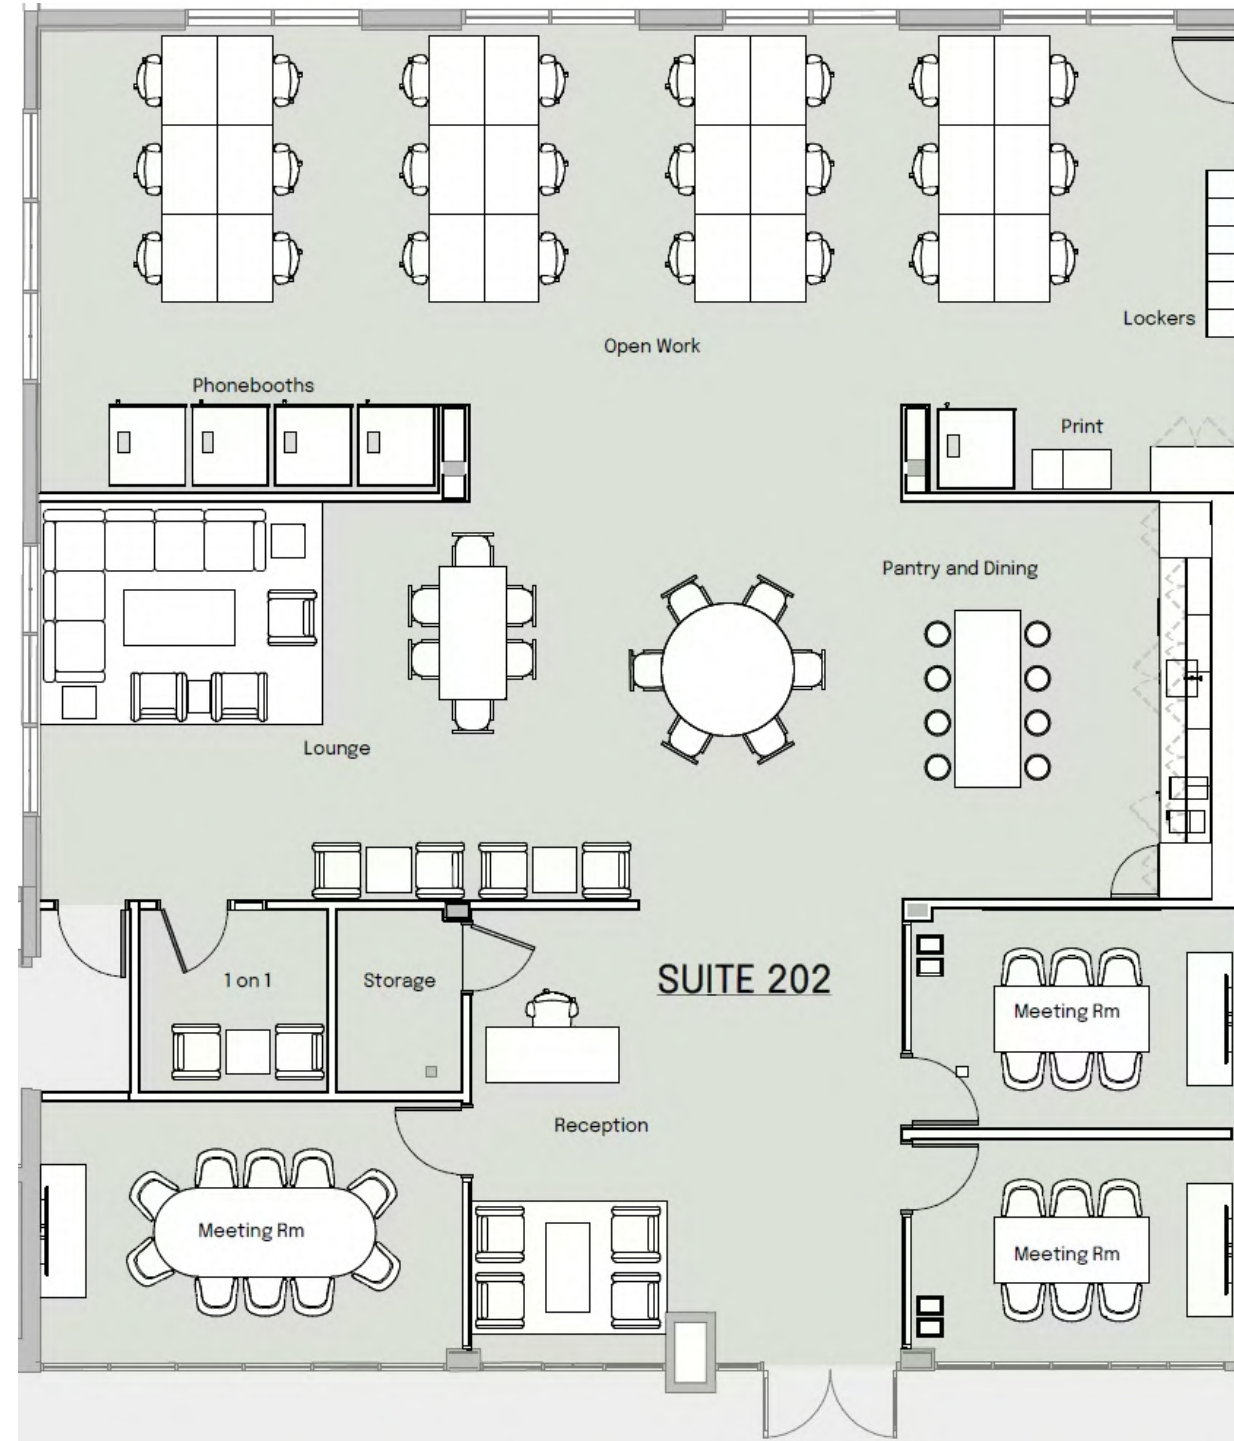 Lockers
Open Work
Phonebooths
Print
Pantry and Dining
Lounge
1 on 1
Storage
SUITE 202
Meeting Rm
Reception
Meeting Rm
Meeting Rm